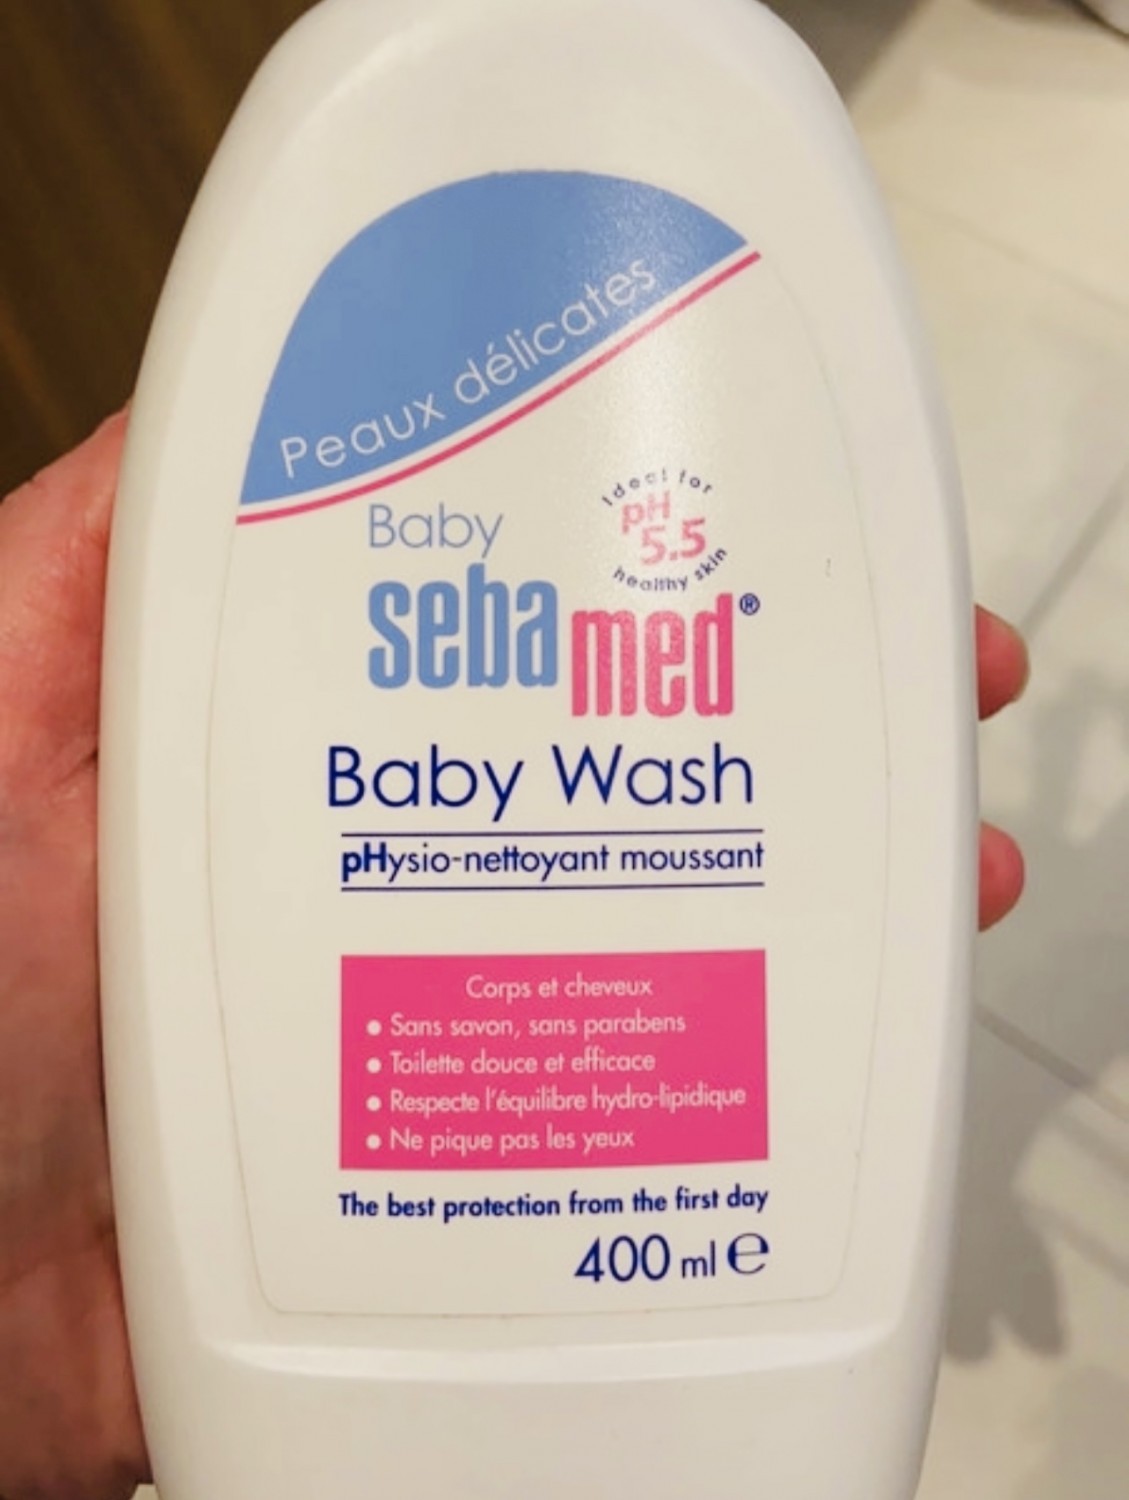 Peaux délicates
Ideal for
pH
5.5
healthy skin
Baby
sebamed®
Baby Wash
pHysio-nettoyant moussant
Corps et cheveux
• Sans savon, sans parabens
• Toilette douce et efficace
• Respecte l'équilibre hydro-lipidique
• Ne pique pas les yeux
The best protection from the first day
400 ml e